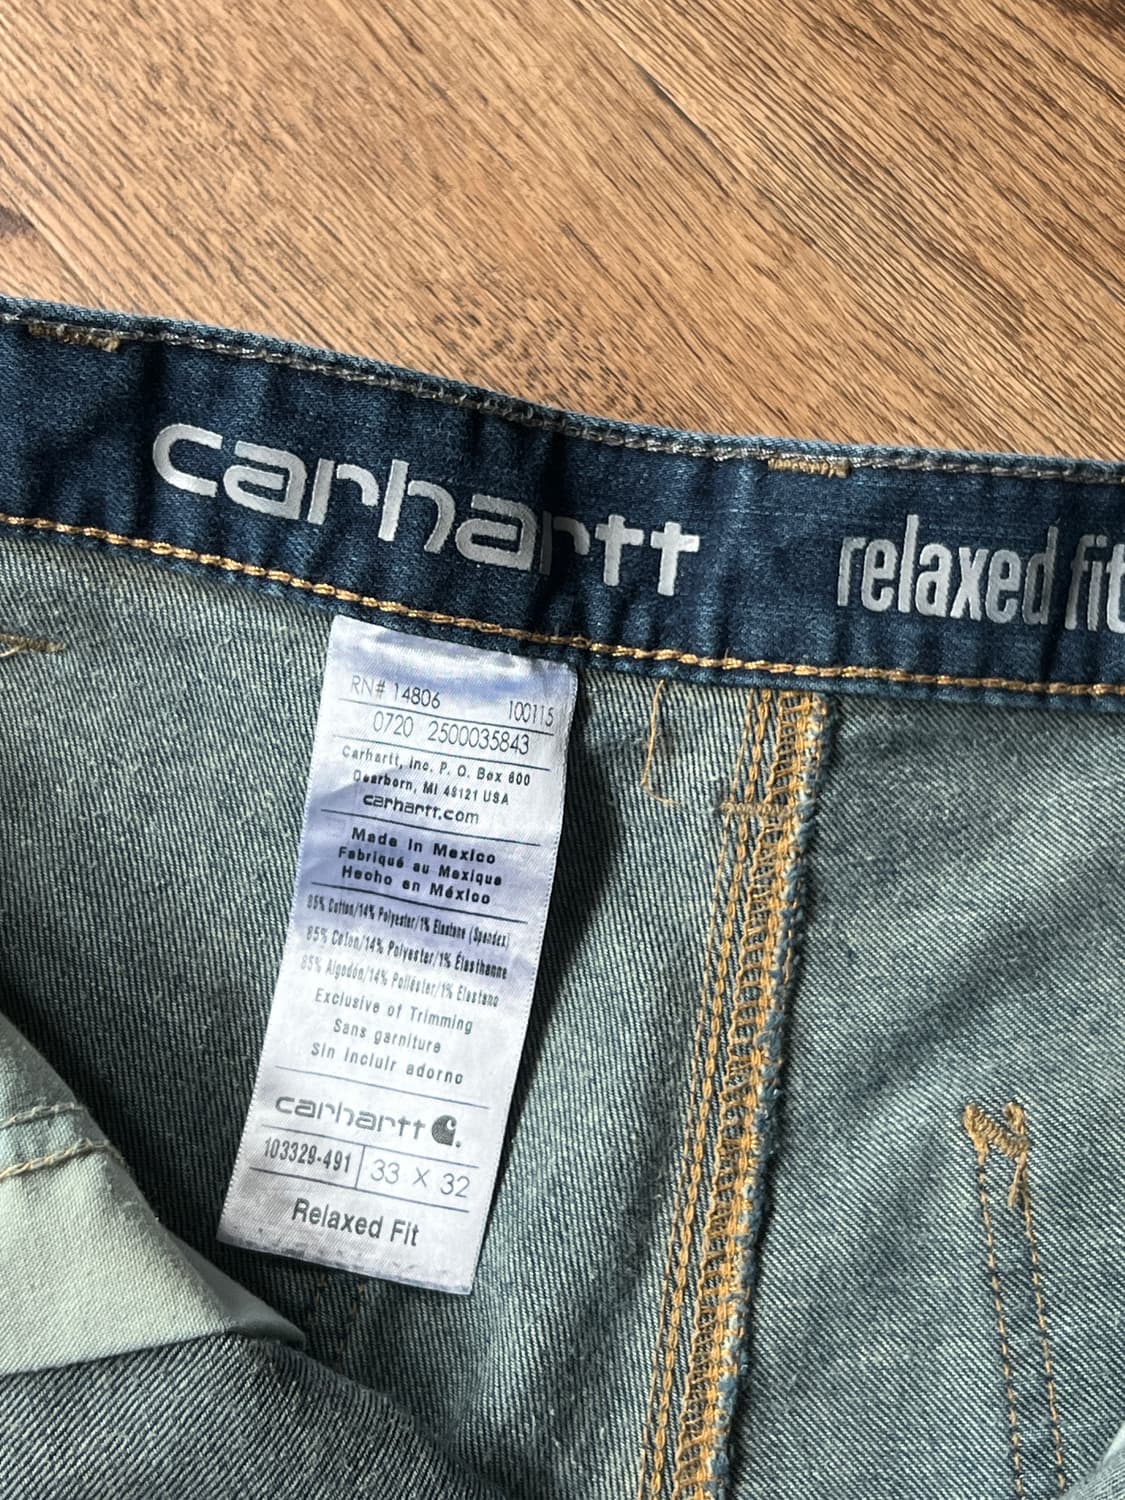 carhartt relaxed fit
RN# 14806 100115
0720 2500035843
Carhartt, Inc. P. O. Box 600
Dearborn, MI 48121 USA
carhartt.com
Made in Mexico
Fabriqué au Mexique
Hecho en México
85% Cotton/14% Polyester/1% Elastane (Spandex)
85% Coton/14% Polyester/1% Élasthanne
85% Algodón/14% Poliéster/1% Elastano
Exclusive of Trimming
Sans garniture
Sin incluir adorno
carhartt
103329-491 33 X 32
Relaxed Fit